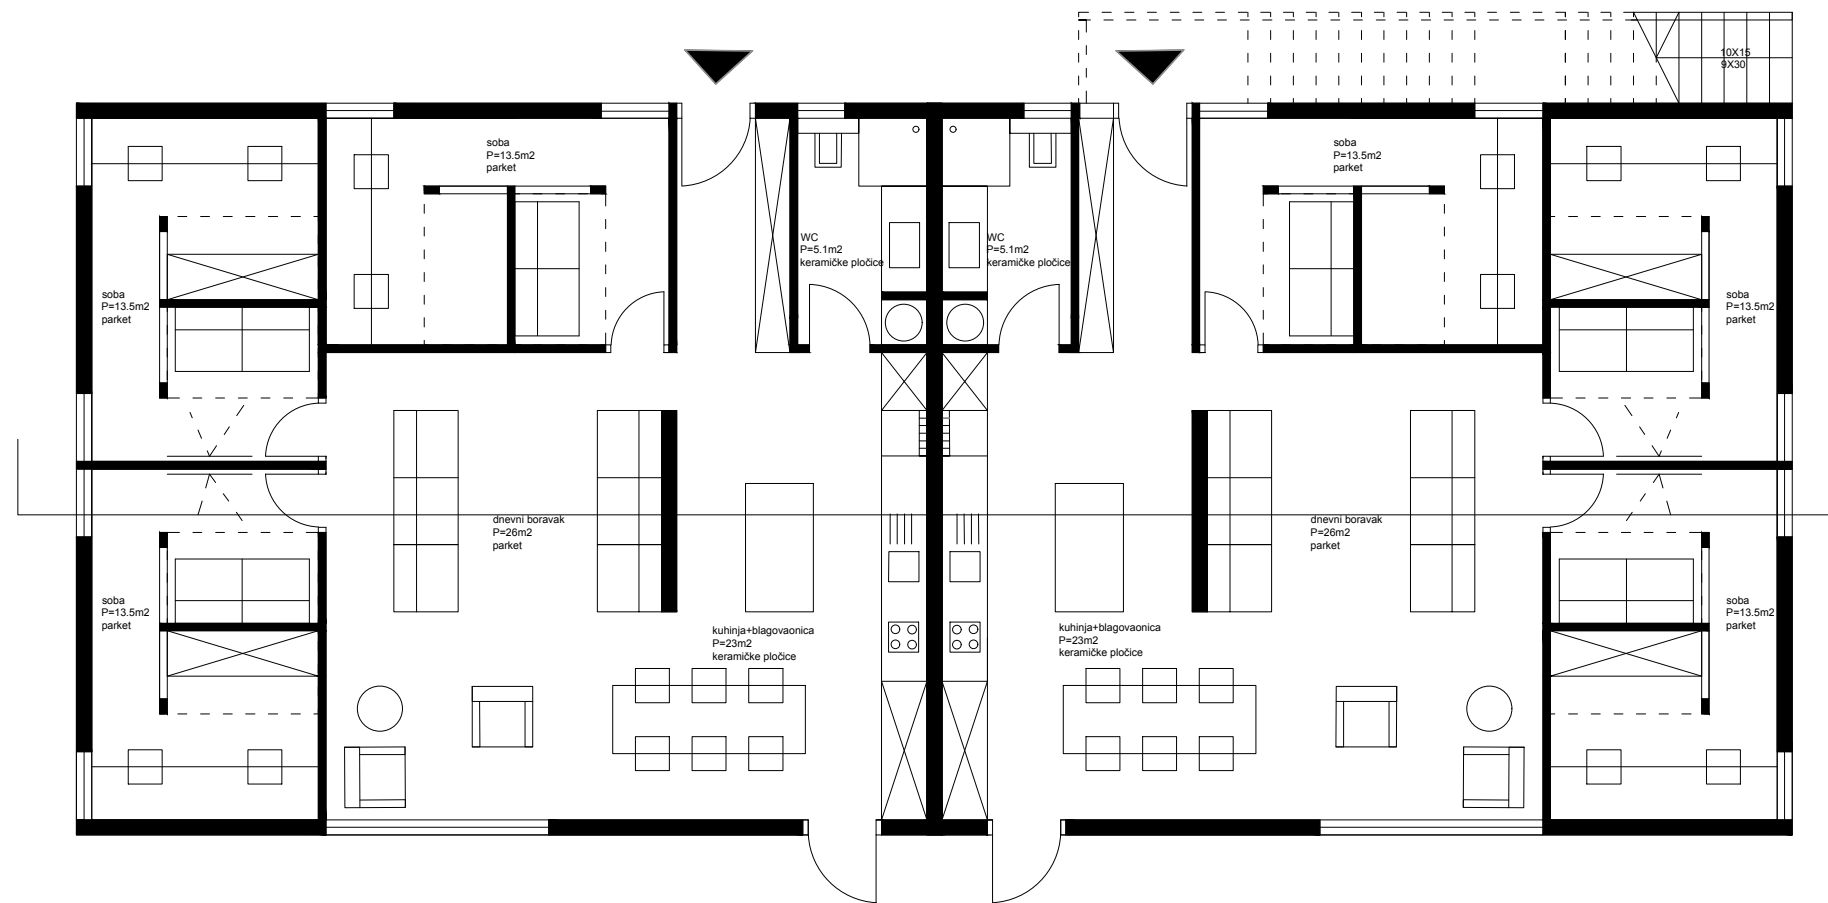 10X15
9X30
soba
P=13.5m2
parket
soba
P=13.5m2
parket
WC
P=5.1m2
keramičke pločice
WC
P=5.1m2
keramičke pločice
soba
P=13.5m2
parket
soba
P=13.5m2
parket
dnevni boravak
P=26m2
parket
dnevni boravak
P=26m2
parket
soba
P=13.5m2
parket
kuhinja+blagovaonica
P=23m2
keramičke pločice
kuhinja+blagovaonica
P=23m2
keramičke pločice
soba
P=13.5m2
parket